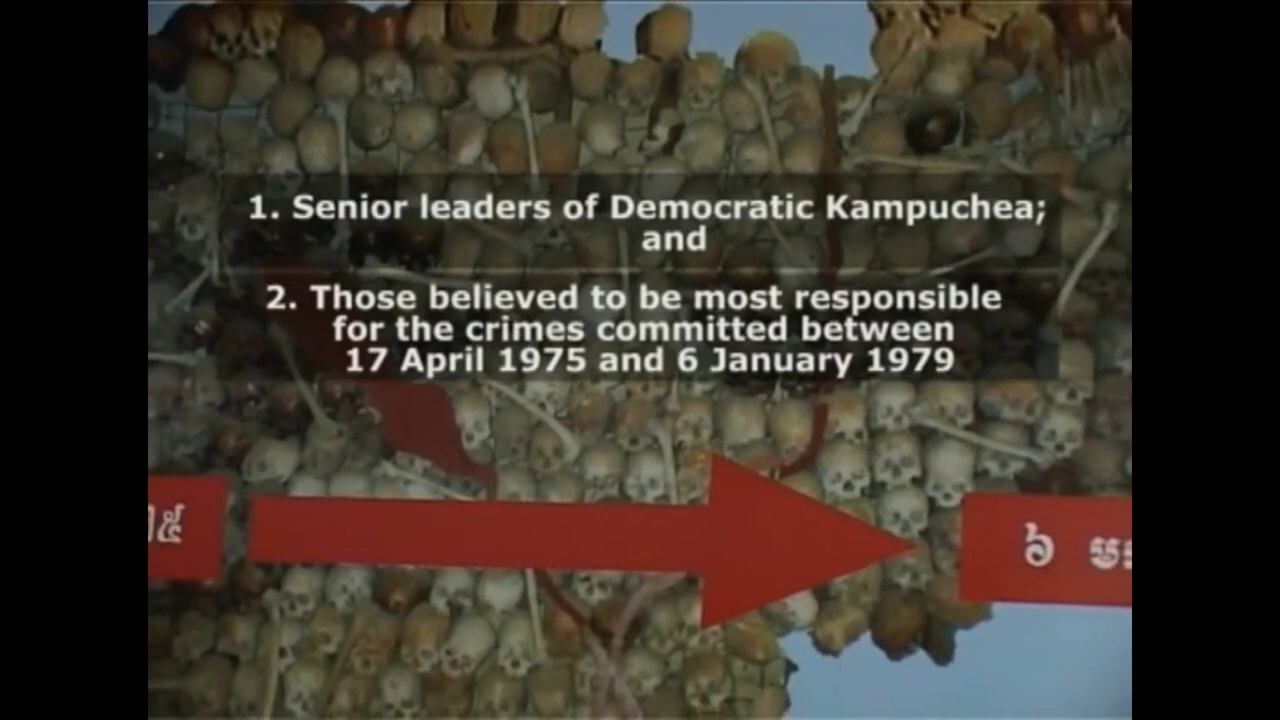 1. Senior leaders of Democratic Kampuchea;
and
2. Those believed to be most responsible
for the crimes committed between
17 April 1975 and 6 January 1979
៦